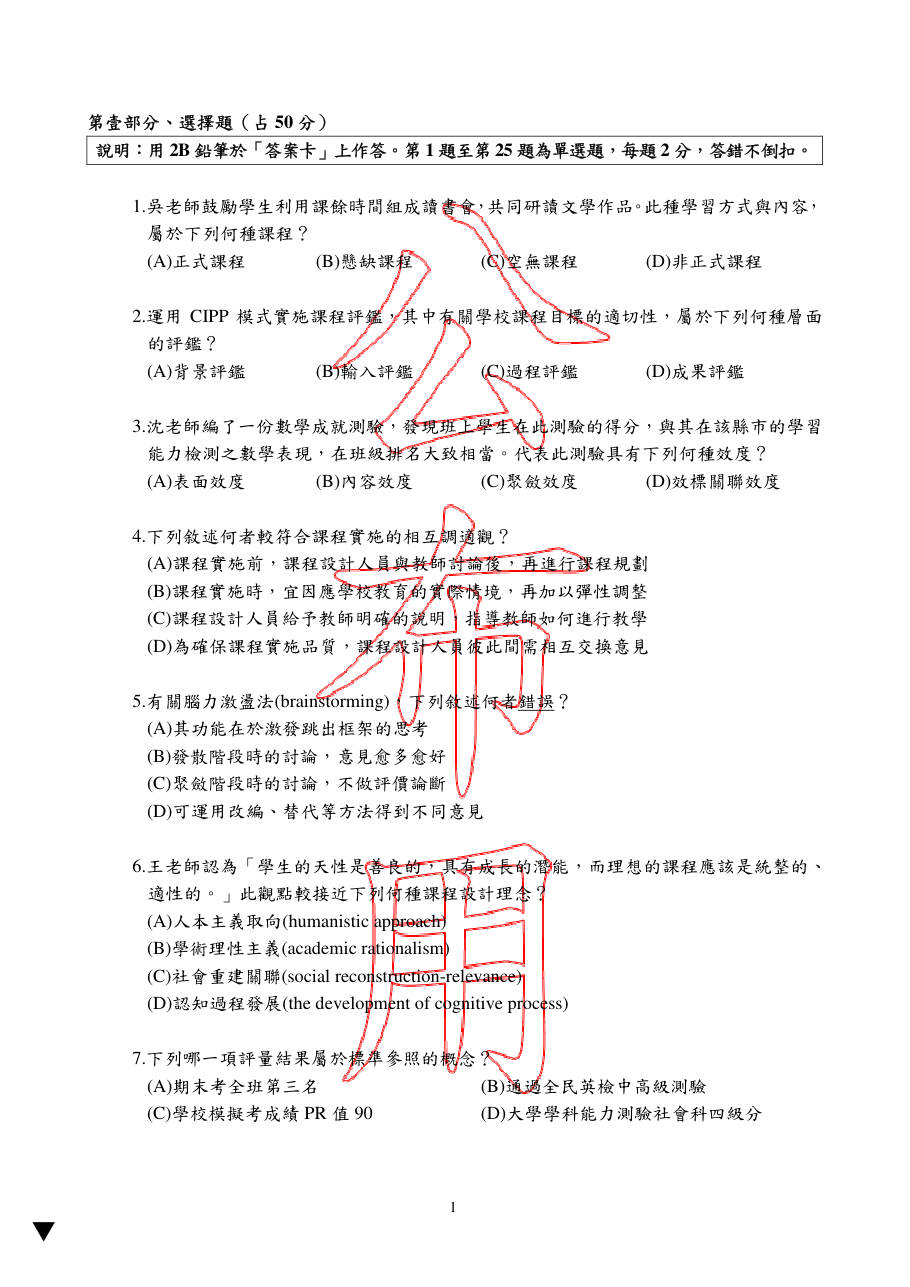 第壹部分、選擇題（占 50 分）
說明：用 2B 鉛筆於「答案卡」上作答。第 1 題至第 25 題為單選題，每題 2 分，答錯不倒扣。
1.吳老師鼓勵學生利用課餘時間組成讀書會，共同研讀文學作品。此種學習方式與內容，
屬於下列何種課程？
(A)正式課程 (B)懸缺課程 (C)空無課程 (D)非正式課程
2.運用 CIPP 模式實施課程評鑑，其中有關學校課程目標的適切性，屬於下列何種層面
的評鑑？
(A)背景評鑑 (B)輸入評鑑 (C)過程評鑑 (D)成果評鑑
3.沈老師編了一份數學成就測驗，發現班上學生在此測驗的得分，與其在該縣市的學習
能力檢測之數學表現，在班級排名大致相當。代表此測驗具有下列何種效度？
(A)表面效度 (B)內容效度 (C)聚斂效度 (D)效標關聯效度
4.下列敘述何者較符合課程實施的相互調適觀？
(A)課程實施前，課程設計人員與教師討論後，再進行課程規劃
(B)課程實施時，宜因應學校教育的實際情境，再加以彈性調整
(C)課程設計人員給予教師明確的說明，指導教師如何進行教學
(D)為確保課程實施品質，課程設計人員彼此間需相互交換意見
5.有關腦力激盪法(brainstorming)，下列敘述何者錯誤？
(A)其功能在於激發跳出框架的思考
(B)發散階段時的討論，意見愈多愈好
(C)聚斂階段時的討論，不做評價論斷
(D)可運用改編、替代等方法得到不同意見
6.王老師認為「學生的天性是善良的，具有成長的潛能，而理想的課程應該是統整的、
適性的。」此觀點較接近下列何種課程設計理念？
(A)人本主義取向(humanistic approach)
(B)學術理性主義(academic rationalism)
(C)社會重建關聯(social reconstruction-relevance)
(D)認知過程發展(the development of cognitive process)
7.下列哪一項評量結果屬於標準參照的概念？
(A)期末考全班第三名 (B)通過全民英檢中高級測驗
(C)學校模擬考成績 PR 值 90 (D)大學學科能力測驗社會科四級分
1
公布用